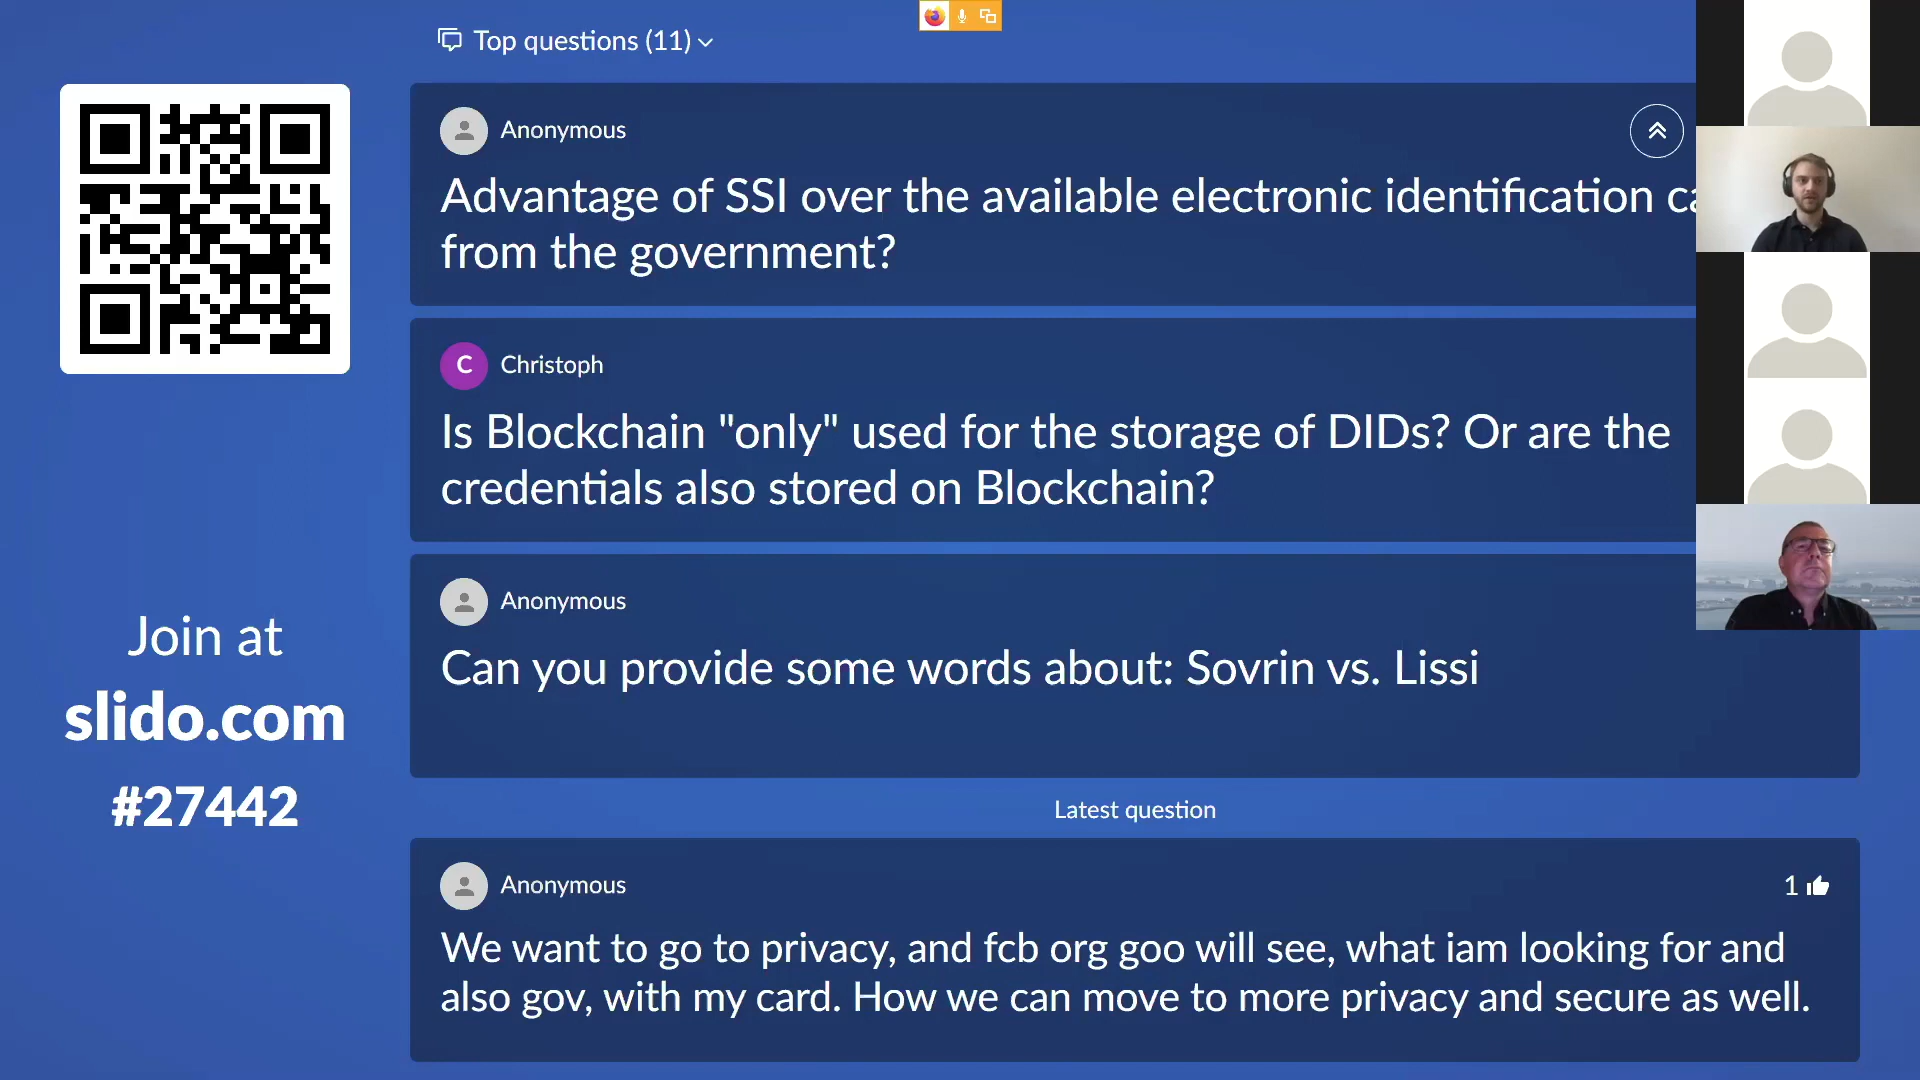 Top questions (11)
Anonymous
Advantage of SSI over the available electronic identification
from the government?
C
Christoph
Is Blockchain "only" used for the storage of DIDs? Or are the
credentials also stored on Blockchain?
Anonymous
Can you provide some words about: Sovrin vs. Lissi
Join at
slido.com
#27442
Latest question
Anonymous
1
We want to go to privacy, and fcb org goo will see, what iam looking for and
also gov, with my card. How we can move to more privacy and secure as well.